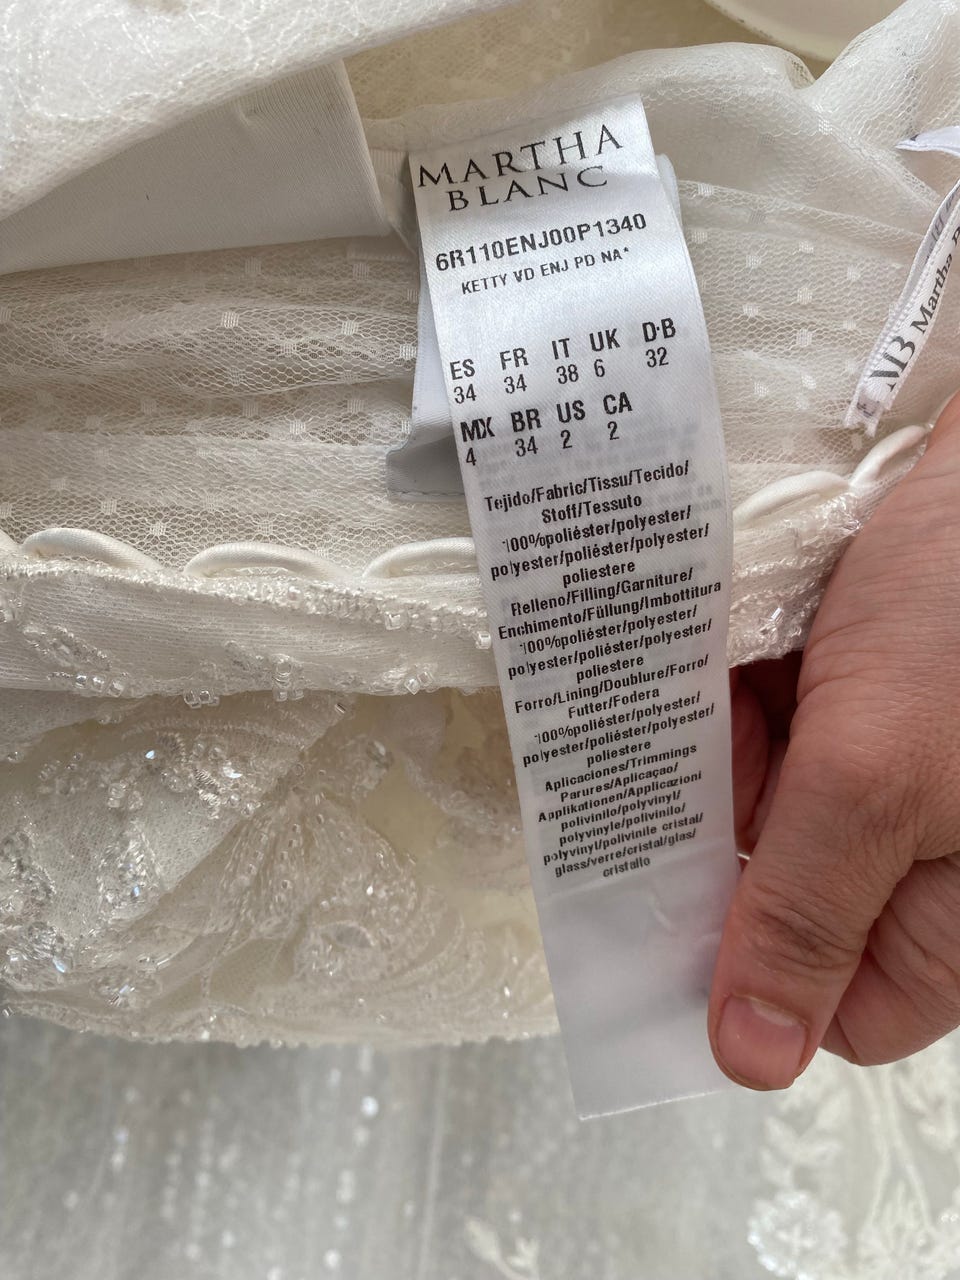 MARTHA
BLANC
6R110ENJ00P1340
KETTY VD ENJ PD NA*
ES FR IT UK D·B
34 34 38 6 32
MX BR US CA
4 34 2 2
Tejido/Fabric/Tissu/Tecido/
Stoff/Tessuto
100%poliéster/polyester/
polyester/poliéster/polyester/
poliestere
Relleno/Filling/Garniture/
Enchimento/Füllung/Imbottitura
100%poliéster/polyester/
polyester/poliéster/polyester/
poliestere
Forro/Lining/Doublure/Forro/
Futter/Fodera
100%poliéster/polyester/
polyester/poliéster/polyester/
poliestere
Aplicaciones/Trimmings
Parures/Aplicaçao/
Applikationen/Applicazioni
polivinilo/polyvinyl/
polyvinyle/polivinilo/
polyvinyl/polivinile cristal/
glass/verre/cristal/glas/
cristallo
MB Martha